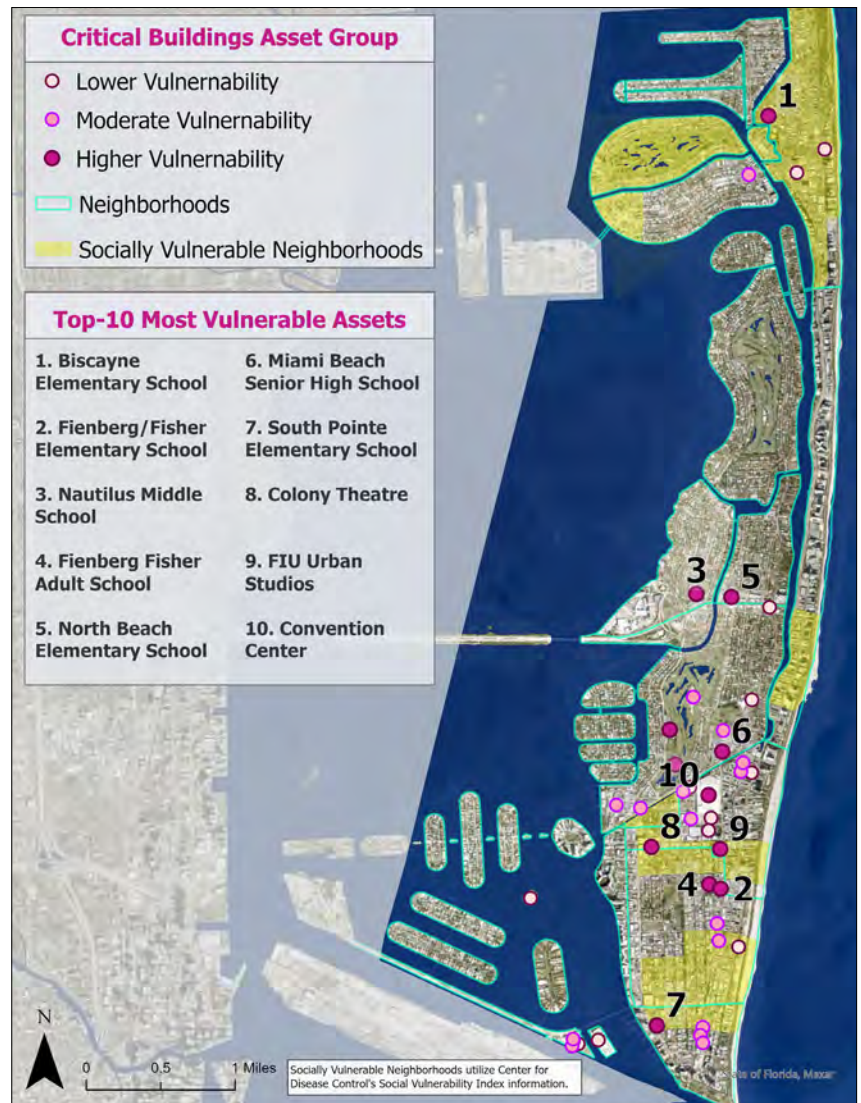 Critical Buildings Asset Group
Lower Vulnernability
Moderate Vulnernability
Higher Vulnernability
Neighborhoods
Socially Vulnerable Neighborhoods
Top-10 Most Vulnerable Assets
1. Biscayne
Elementary School
2. Fienberg/Fisher
Elementary School
3. Nautilus Middle
School
4. Fienberg Fisher
Adult School
5. North Beach
Elementary School
6. Miami Beach
Senior High School
7. South Pointe
Elementary School
8. Colony Theatre
9. FIU Urban
Studios
10. Convention
Center
1
3
5
6
10
8
9
4
2
7
N
0 0.5 1 Miles
Socially Vulnerable Neighborhoods utilize Center for
Disease Control's Social Vulnerability Index information.
of Florida, Maxar